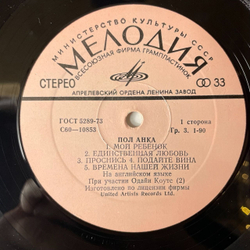 МИНИСТЕРСТВО КУЛЬТУРЫ СССР
МЕЛОДИЯ
ВСЕСОЮЗНАЯ ФИРМА ГРАМПЛАСТИНОК
СТЕРЕО
33
АПРЕЛЕВСКИЙ ОРДЕНА ЛЕНИНА ЗАВОД
ГОСТ 5289-73
1 сторона
С60—10853
Гр. 3. 1-90
ПОЛ АНКА
1. МОЙ РЕБЕНОК
2. ЕДИНСТВЕННАЯ ЛЮБОВЬ
3. ПРОСНИСЬ 4. ПОДАЙТЕ ВИНА
5. ВРЕМЕНА НАШЕЙ ЖИЗНИ
На английском языке
При участии Одайи Коутс (2)
Изготовлено по лицензии фирмы
United Artists Records Ltd.